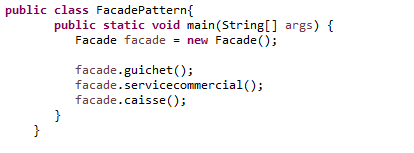 public class FacadePattern{
public static void main(String[] args) {
Facade facade = new Facade();
facade.guichet();
facade.servicecommercial();
facade.caisse();
}
}